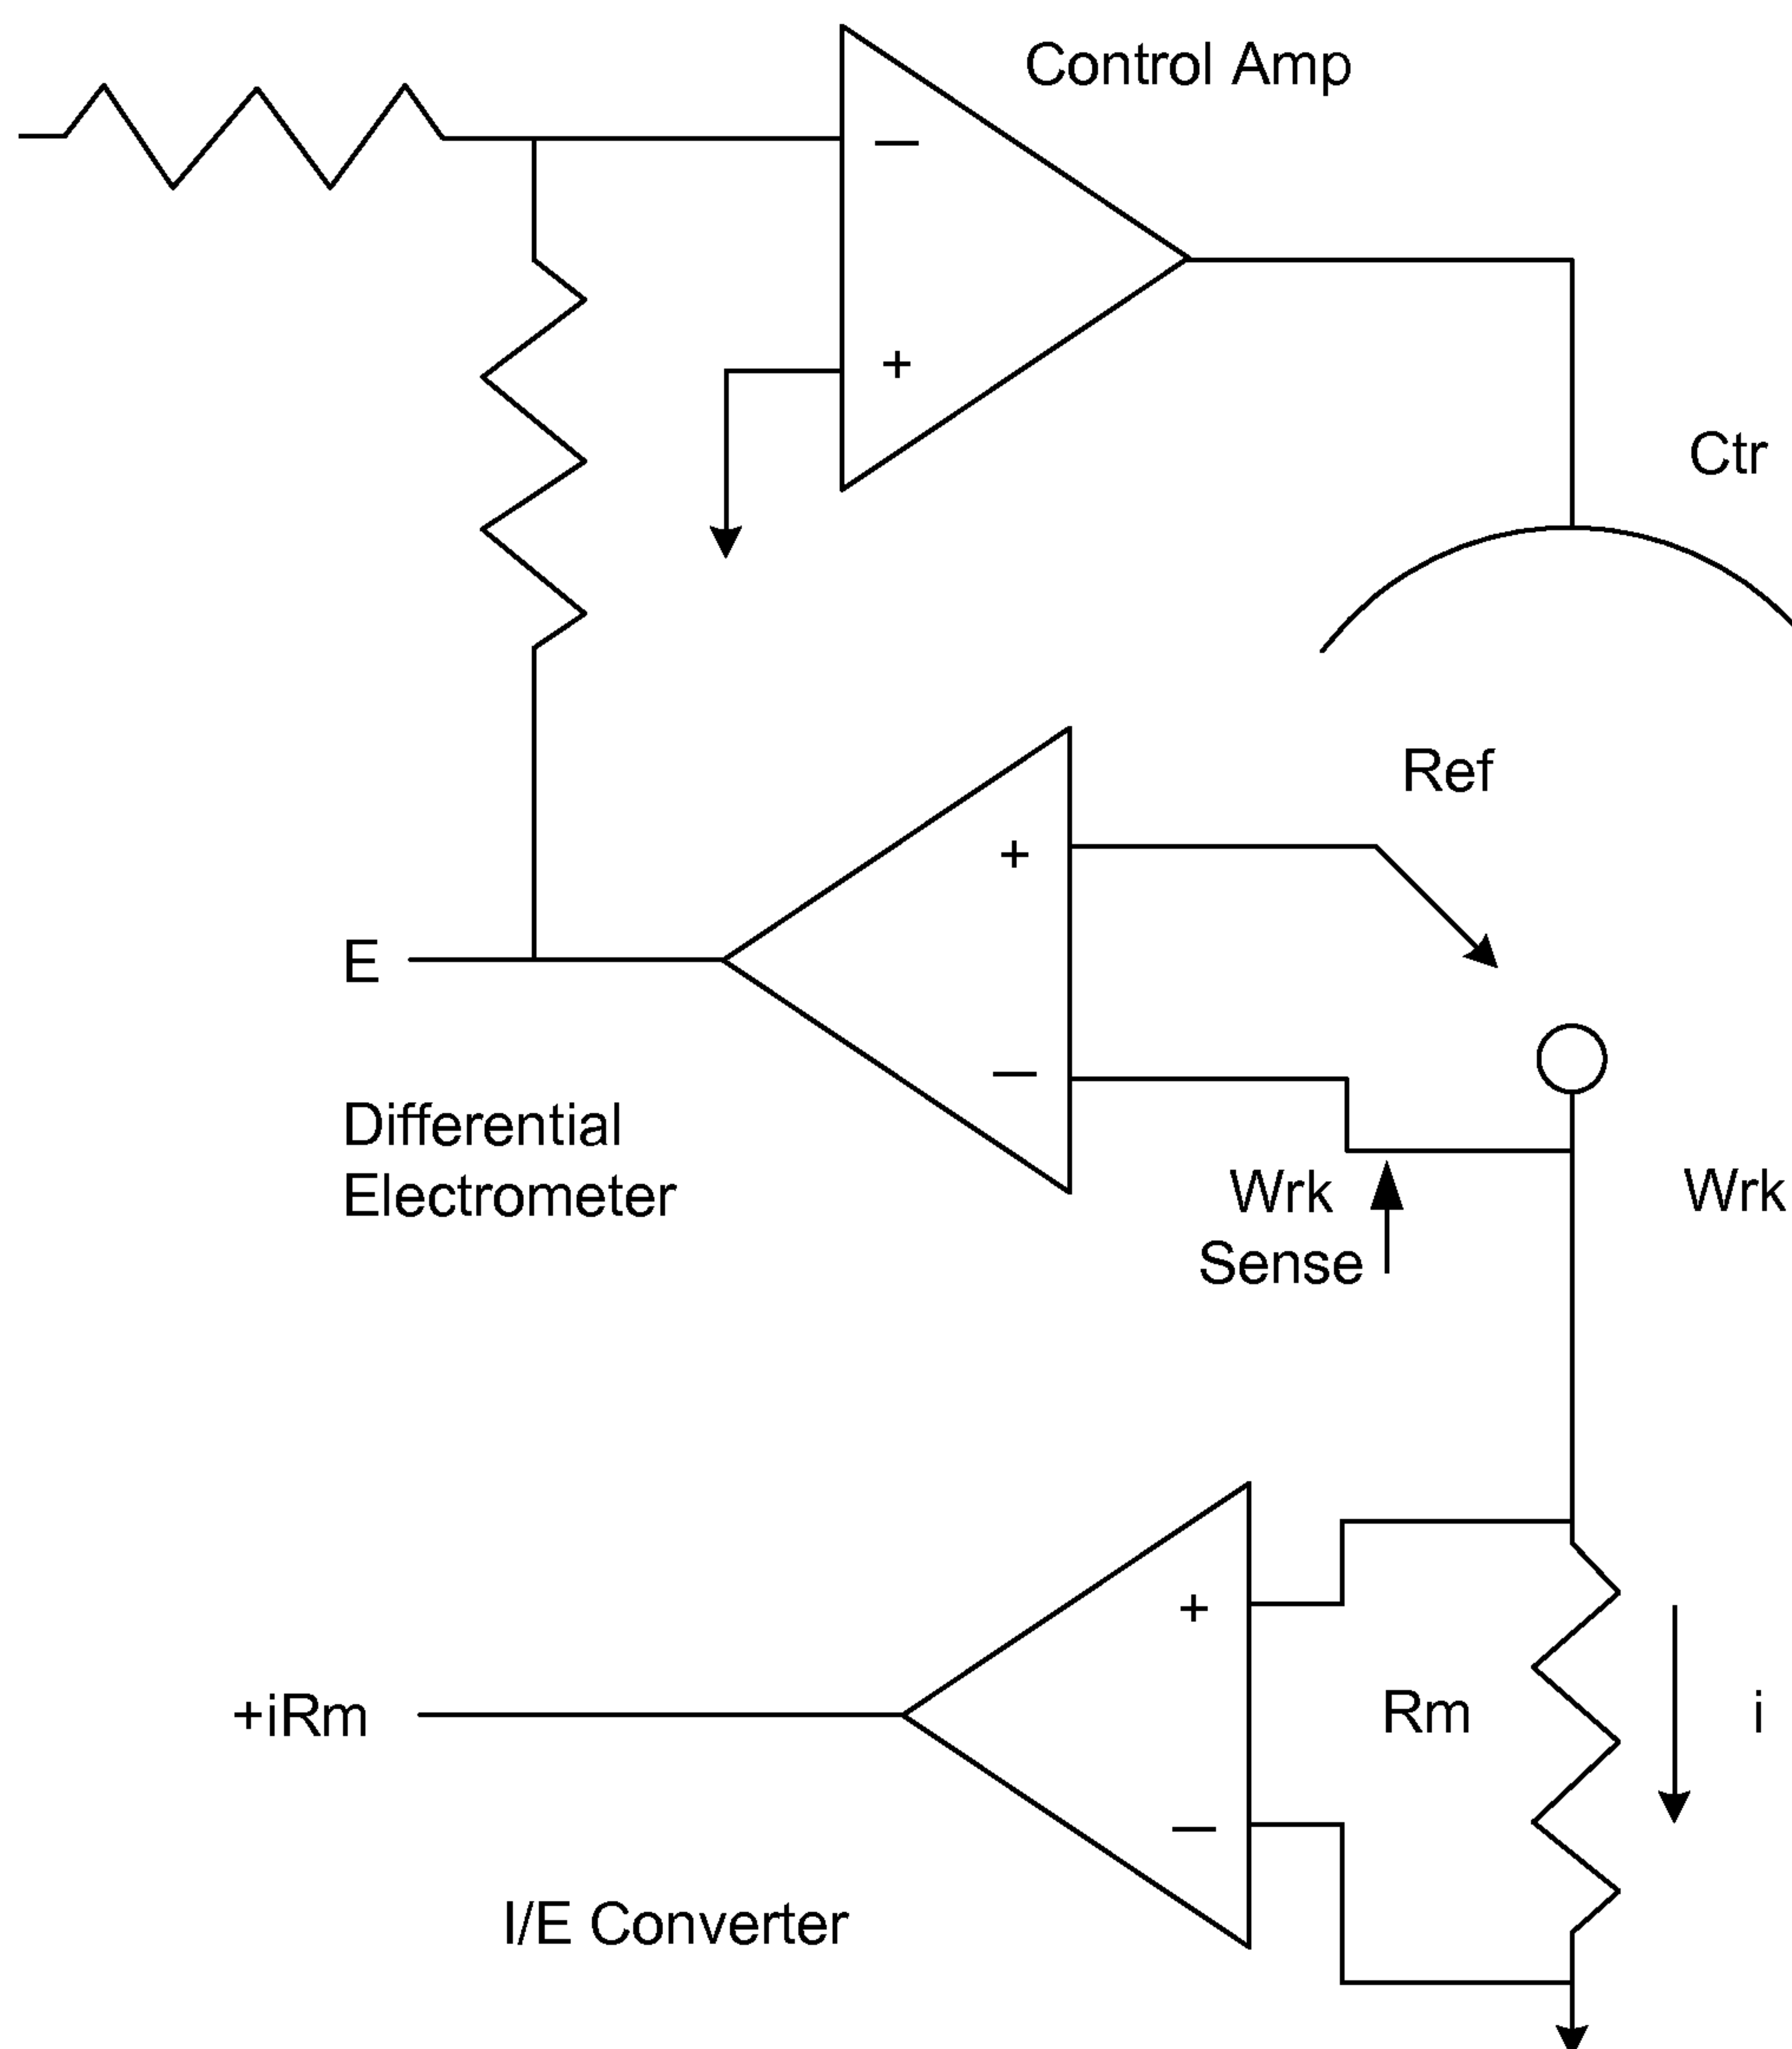 Control Amp
—
+
Ctr
Ref
+
E
—
Differential
Electrometer
Wrk
Sense
Wrk
+
+iRm
Rm
i
—
I/E Converter